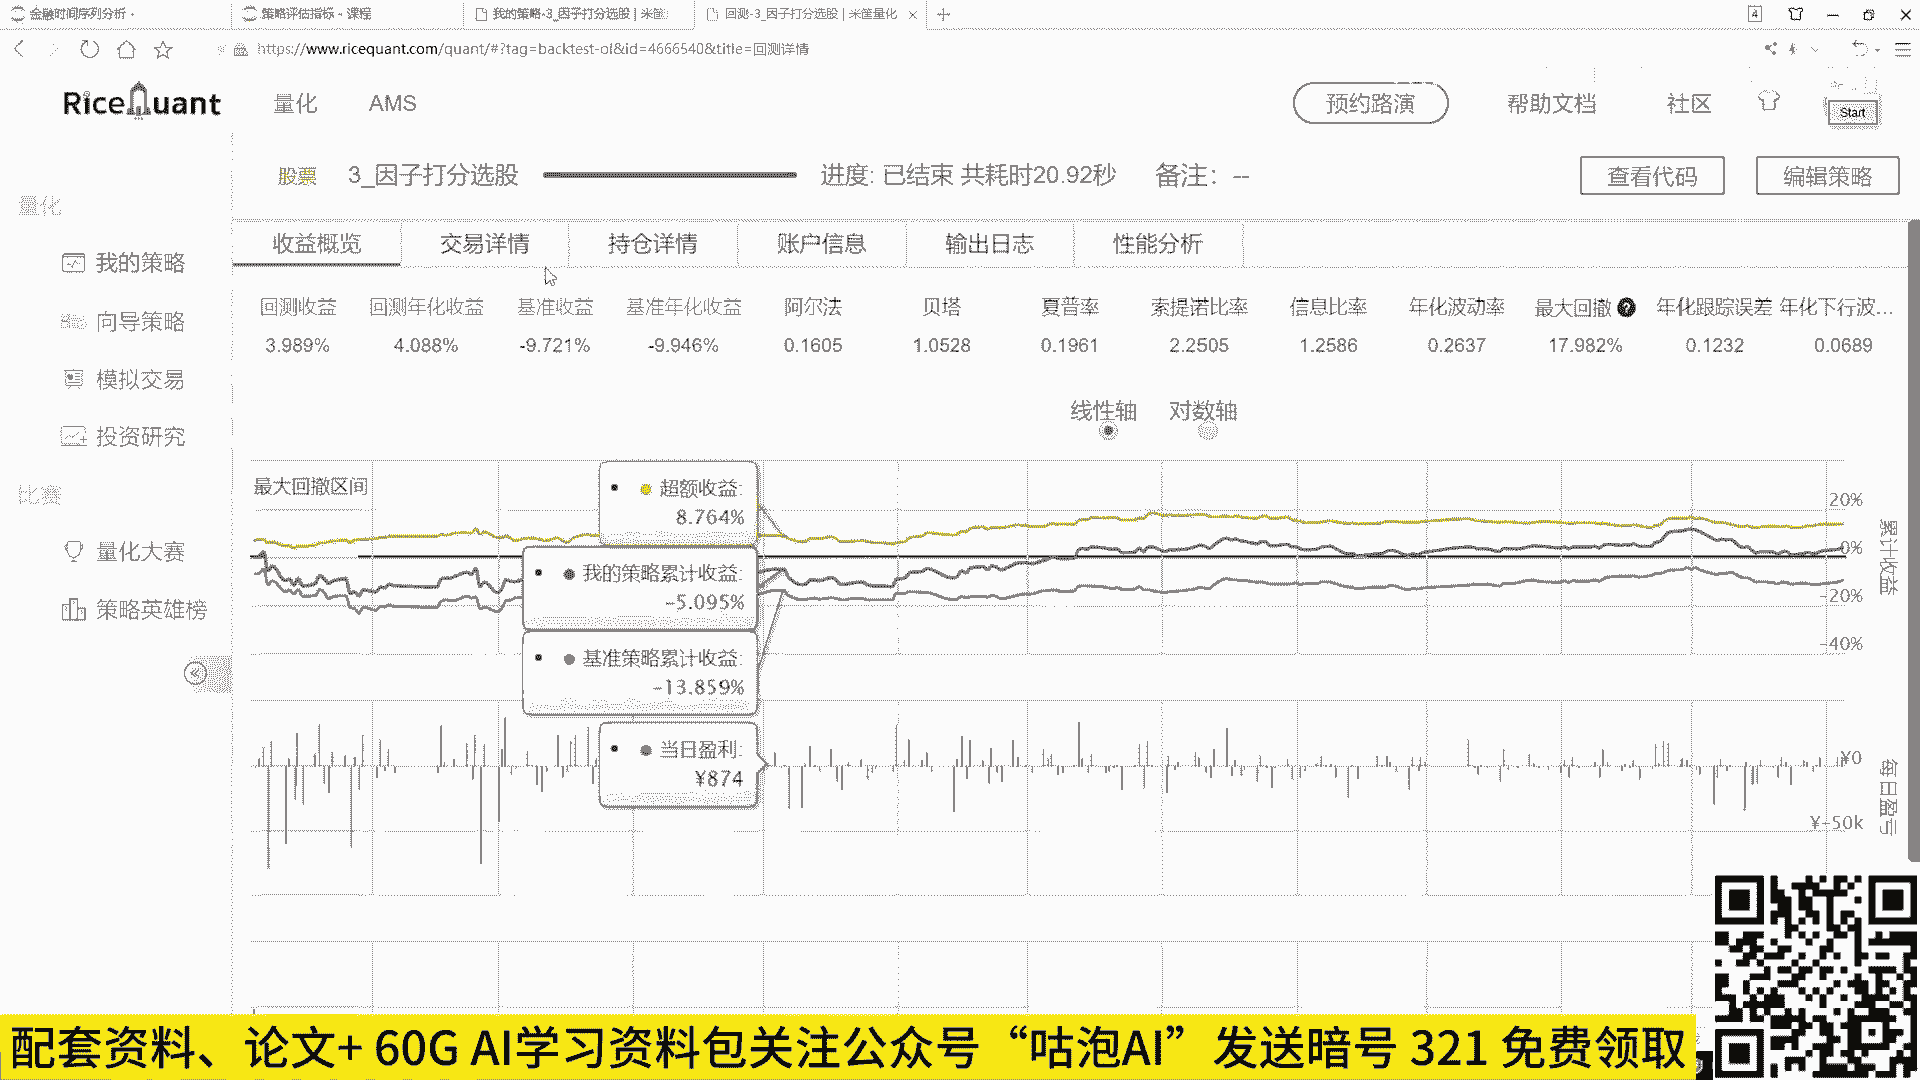 金融时间序列分析 -
策略评估指标 - 课程
我的策略-3_因子打分选股 | 米筐
回测-3_因子打分选股 | 米筐量化
4
https://www.ricequant.com/quant/#?tag=backtest-ol&id=4666540&title=回测详情
RiceQuant
量化
AMS
预约路演
帮助文档
社区
Start
股票
3_因子打分选股
进度: 已结束 共耗时20.92秒
备注: --
查看代码
编辑策略
量化
我的策略
向导策略
模拟交易
投资研究
比赛
量化大赛
策略英雄榜
收益概览
交易详情
持仓详情
账户信息
输出日志
性能分析
回测收益 回测年化收益 基准收益 基准年化收益 阿尔法 贝塔 夏普率 索提诺比率 信息比率 年化波动率 最大回撤 ? 年化跟踪误差 年化下行波...
3.989% 4.088% -9.721% -9.946% 0.1605 1.0528 0.1961 2.2505 1.2586 0.2637 17.982% 0.1232 0.0689
线性轴 对数轴
最大回撤区间
超额收益:
8.764%
我的策略累计收益:
-5.095%
基准策略累计收益:
-13.859%
当日盈利:
¥874
20%
0%
-20%
-40%
累计收益
¥0
¥-50k
每日盈亏
配套资料、论文+ 60G AI学习资料包关注公众号“咕泡AI”发送暗号 321 免费领取